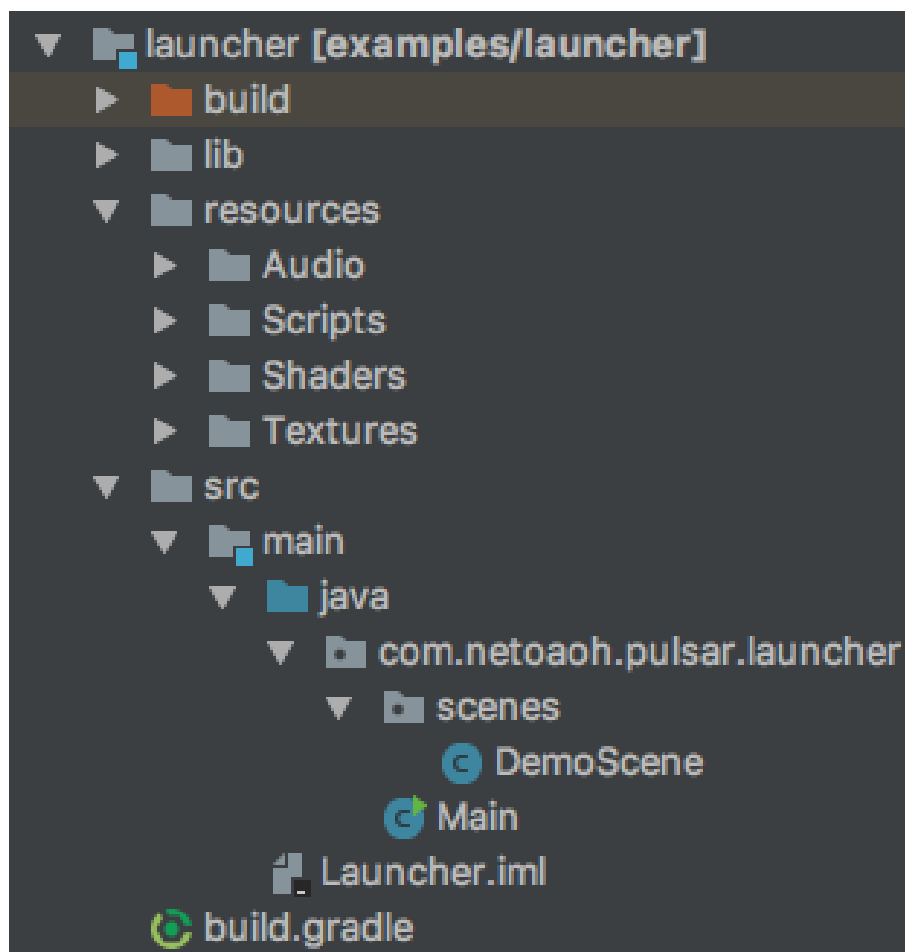 launcher [examples/launcher]
build
lib
resources
Audio
Scripts
Shaders
Textures
src
main
java
com.netoaoh.pulsar.launcher
scenes
DemoScene
Main
Launcher.iml
build.gradle